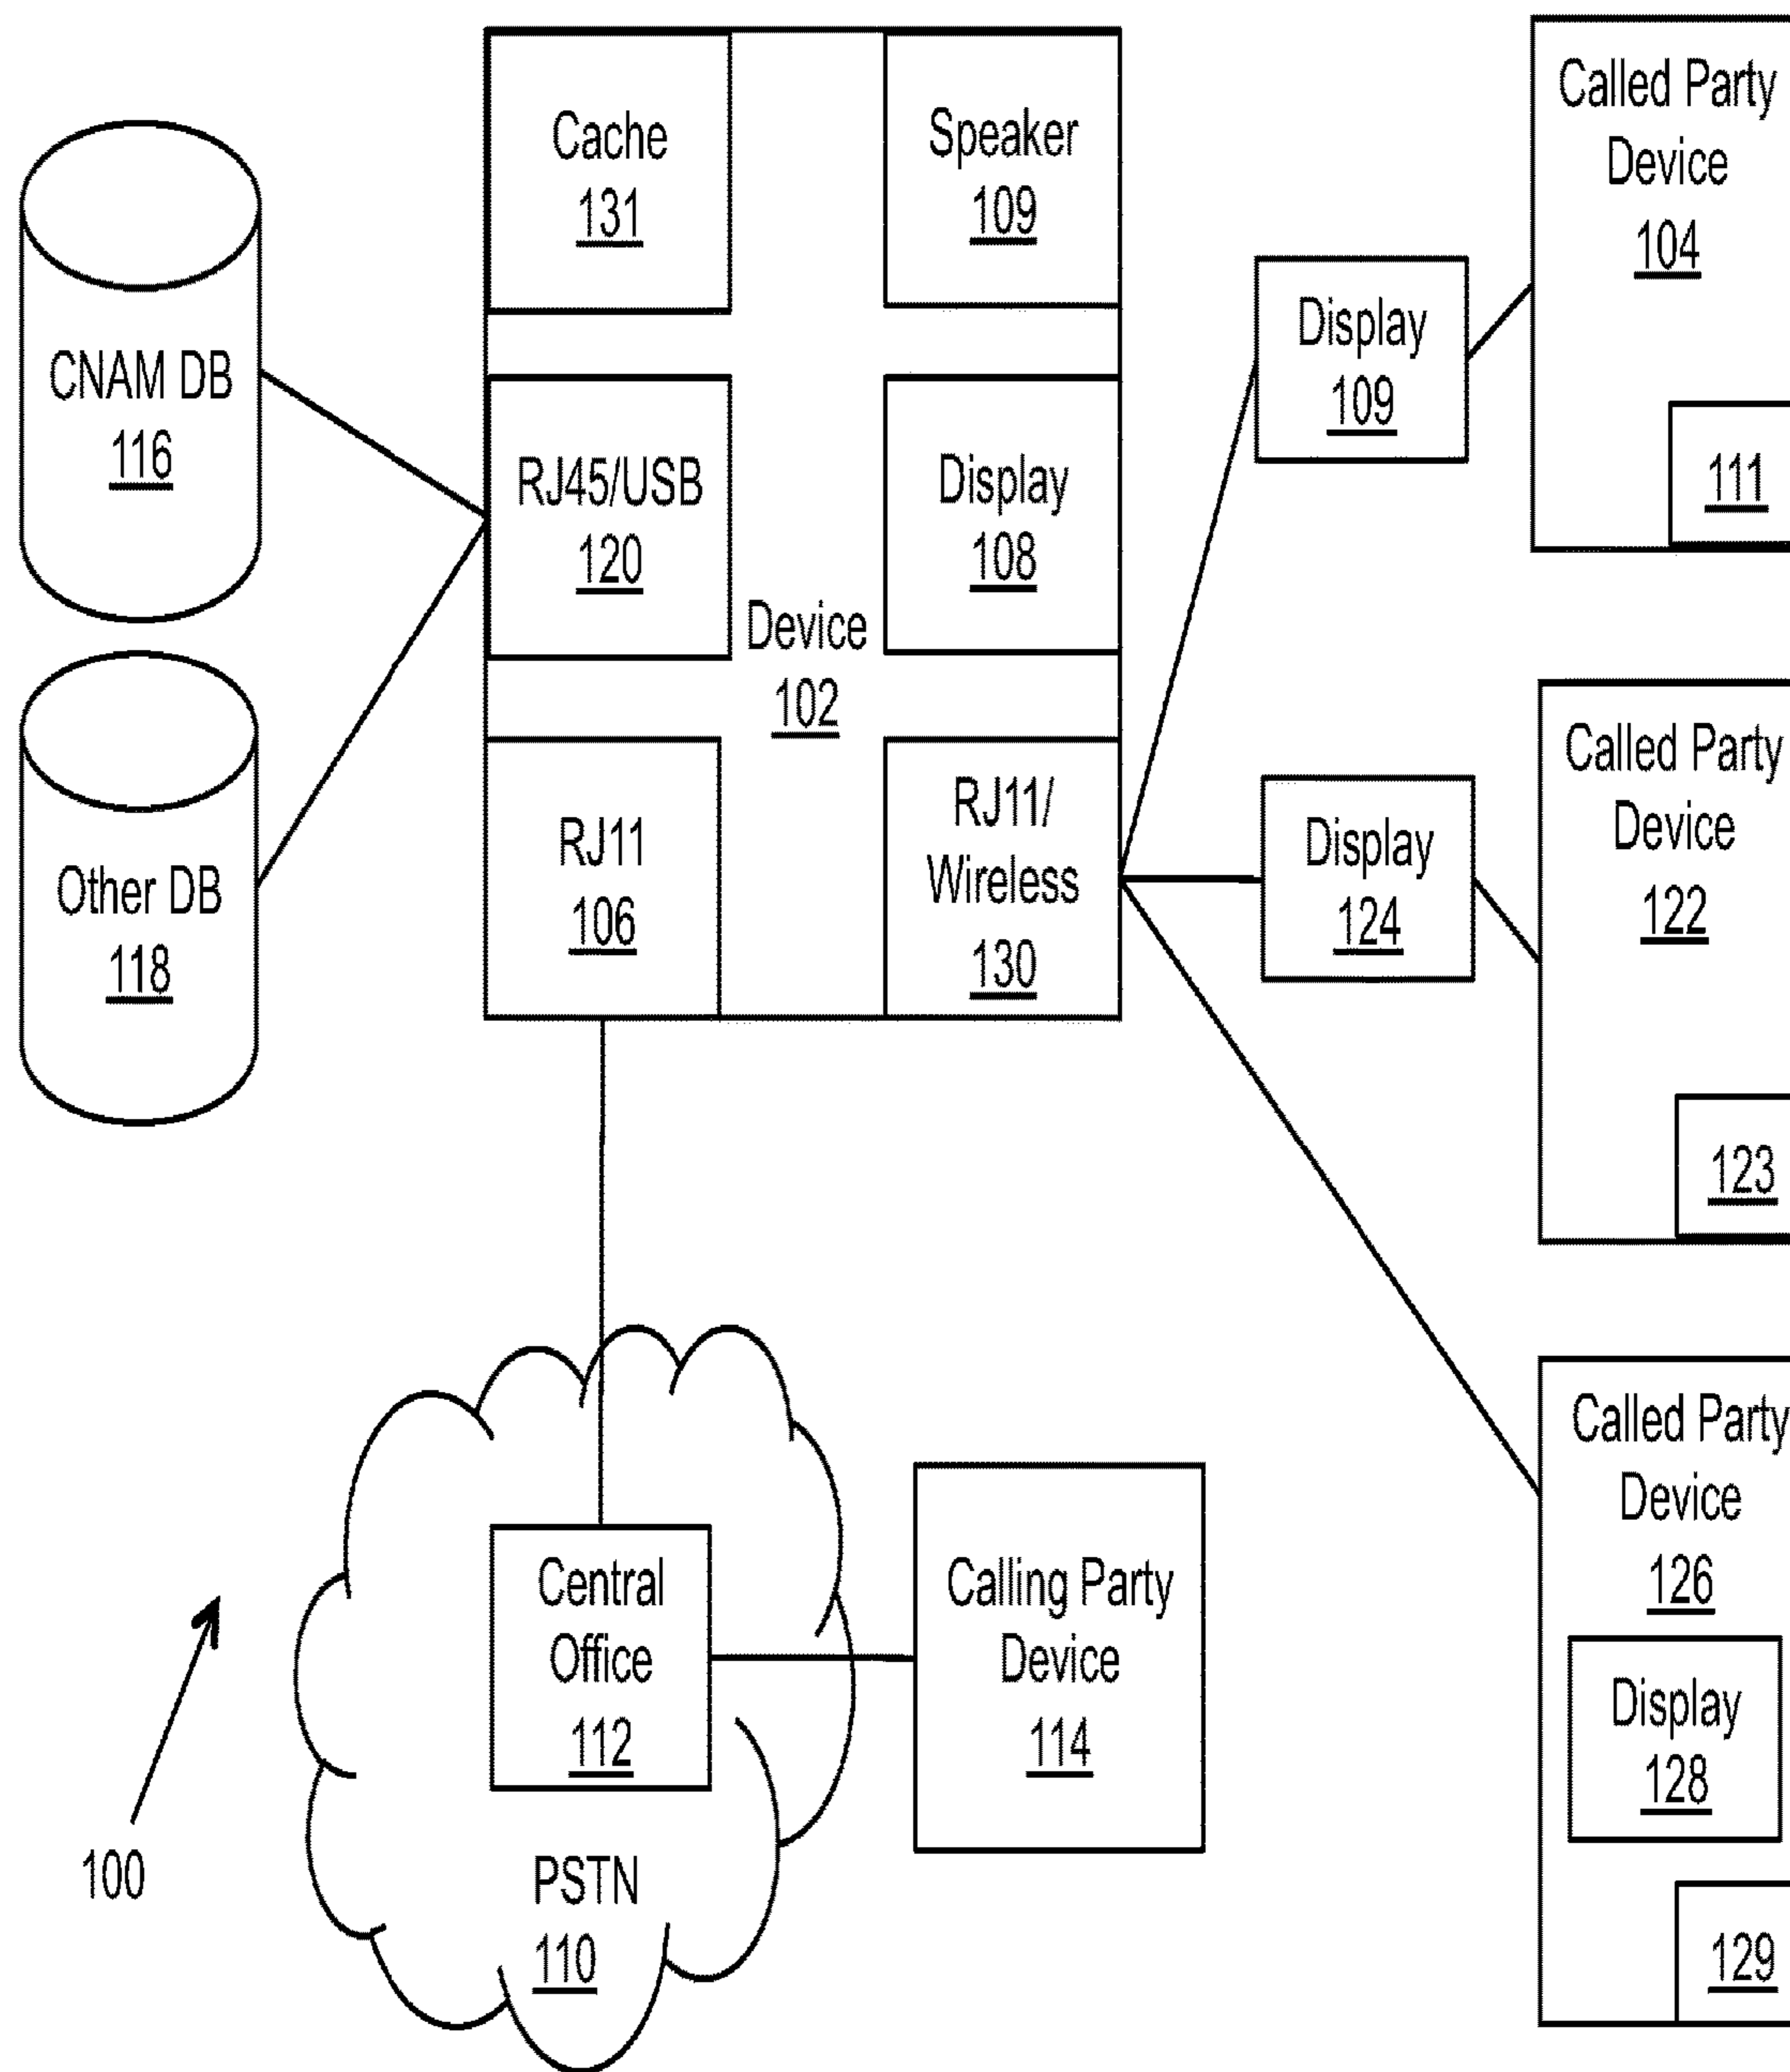 Cache
131
Speaker
109
CNAM DB
116
RJ45/USB
120
Display
108
Device
102
Other DB
118
RJ11
106
RJ11/
Wireless
130
Display
109
Called Party
Device
104
111
Display
124
Called Party
Device
122
123
Called Party
Device
126
Display
128
129
Central
Office
112
PSTN
110
Calling Party
Device
114
100